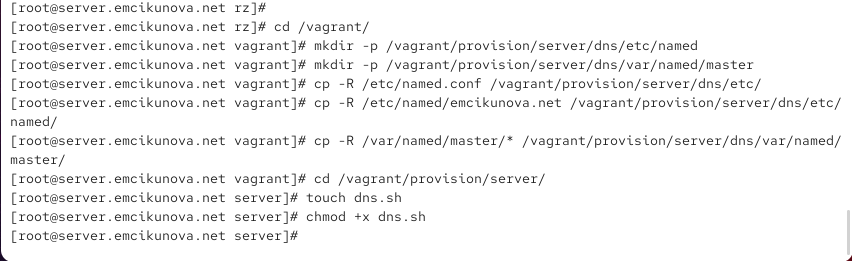 [root@server.emcikunova.net rz]#
[root@server.emcikunova.net rz]# cd /vagrant/
[root@server.emcikunova.net vagrant]# mkdir -p /vagrant/provision/server/dns/etc/named
[root@server.emcikunova.net vagrant]# mkdir -p /vagrant/provision/server/dns/var/named/master
[root@server.emcikunova.net vagrant]# cp -R /etc/named.conf /vagrant/provision/server/dns/etc/
[root@server.emcikunova.net vagrant]# cp -R /etc/named/emcikunova.net /vagrant/provision/server/dns/etc/
named/
[root@server.emcikunova.net vagrant]# cp -R /var/named/master/* /vagrant/provision/server/dns/var/named/
master/
[root@server.emcikunova.net vagrant]# cd /vagrant/provision/server/
[root@server.emcikunova.net server]# touch dns.sh
[root@server.emcikunova.net server]# chmod +x dns.sh
[root@server.emcikunova.net server]#